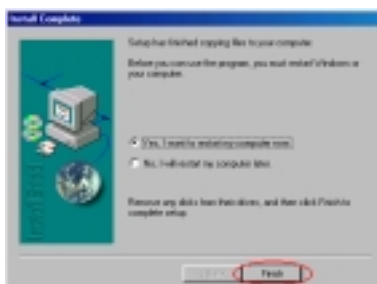 Install Complete
Setup has finished copying files to your computer.
Before you can use the program, you must restart Windows or
your computer.
Yes, I want to restart my computer now.
No, I will restart my computer later.
Remove any disks from their drives, and then click Finish to
complete setup.
Finish